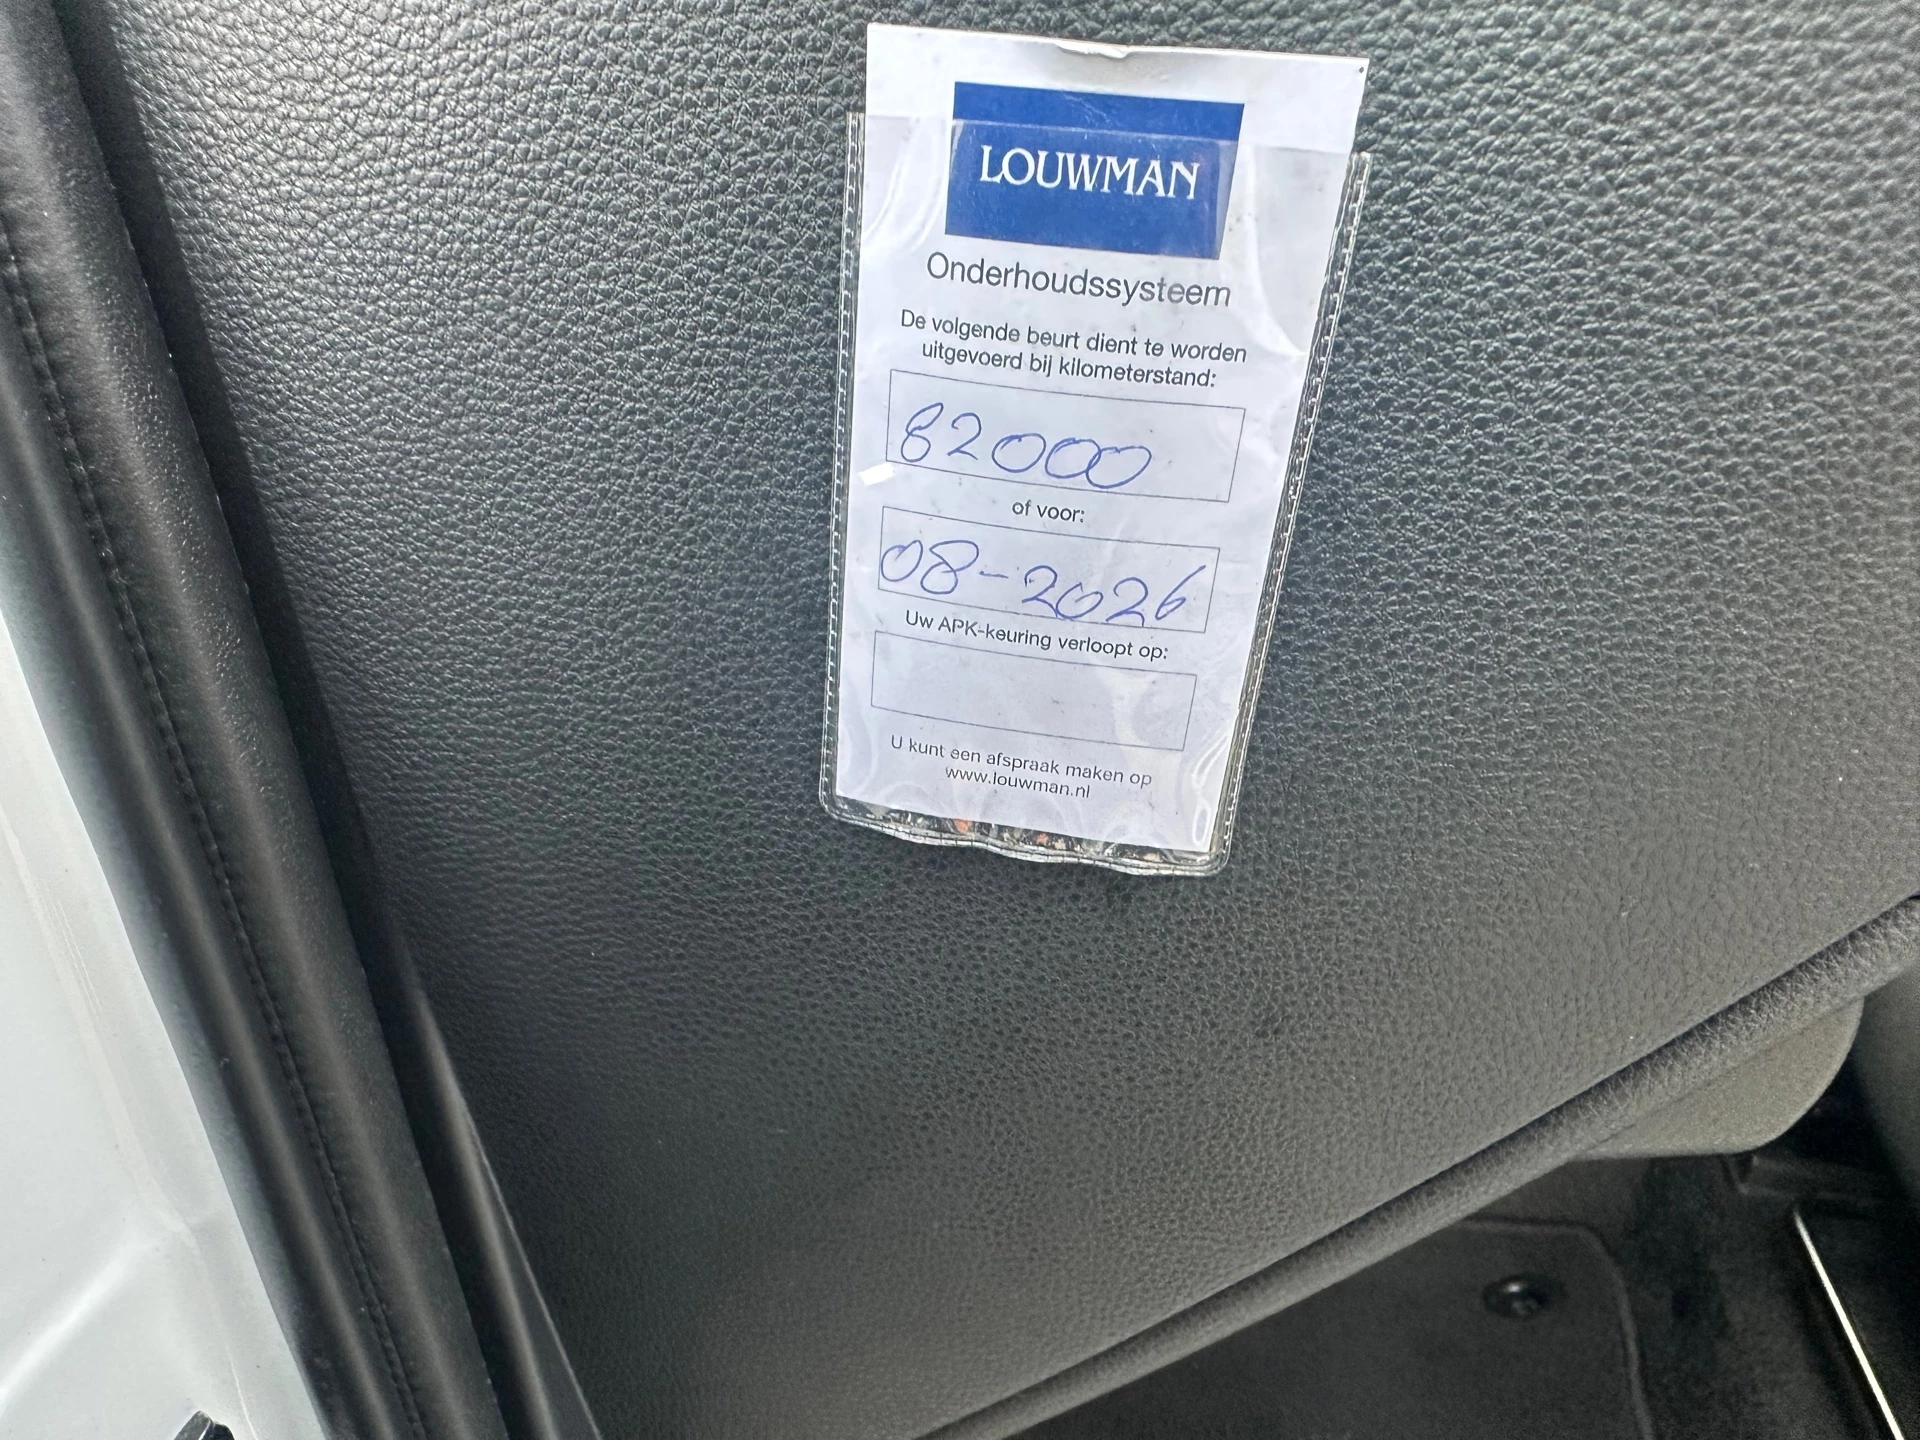 LOUWMAN
Onderhoudssysteem
De volgende beurt dient te worden
uitgevoerd bij kilometerstand:
82000
of voor:
08-2026
Uw APK-keuring verloopt op:
U kunt een afspraak maken op
www.louwman.nl